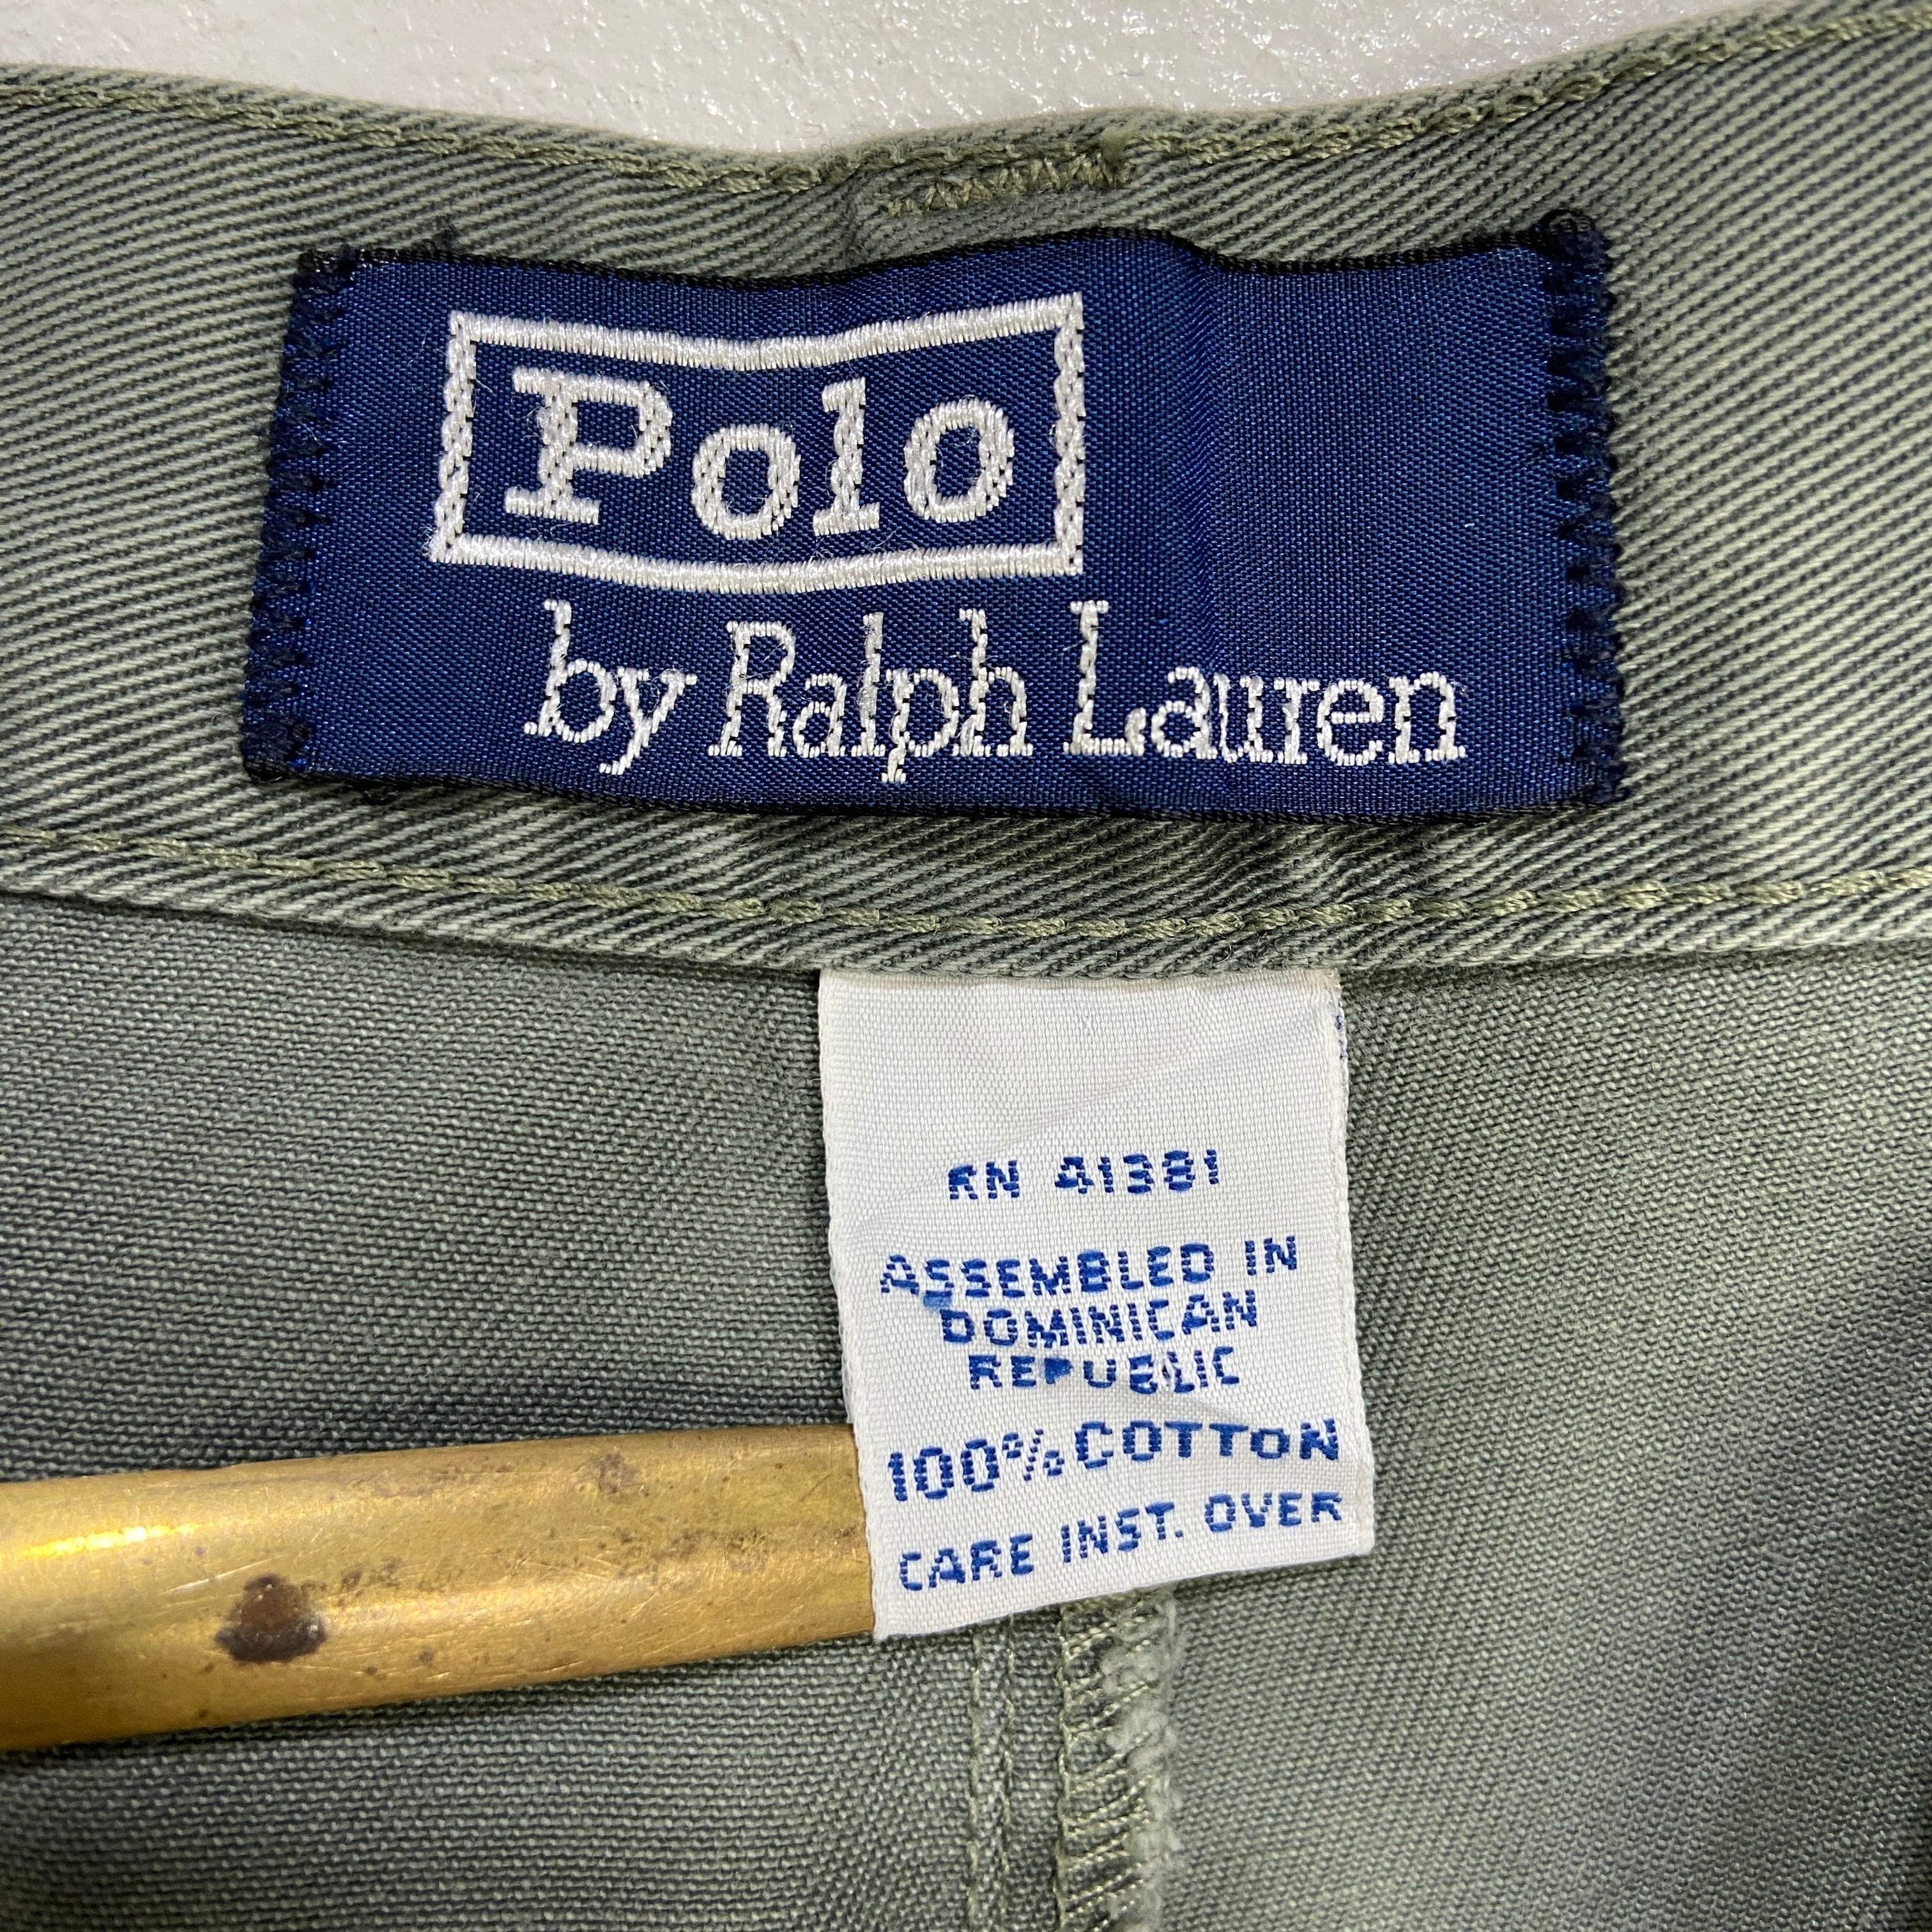 Polo
by Ralph Lauren
RN 41381
ASSEMBLED IN
DOMINICAN
REPUBLIC
100% COTTON
CARE INST. OVER